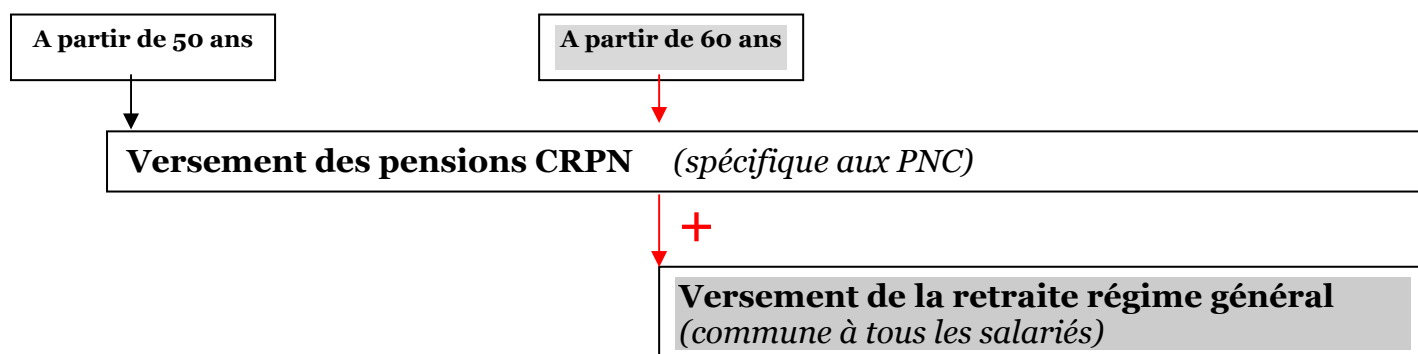 A partir de 50 ans
A partir de 60 ans
Versement des pensions CRPN (spécifique aux PNC)
+
Versement de la retraite régime général
(commune à tous les salariés)